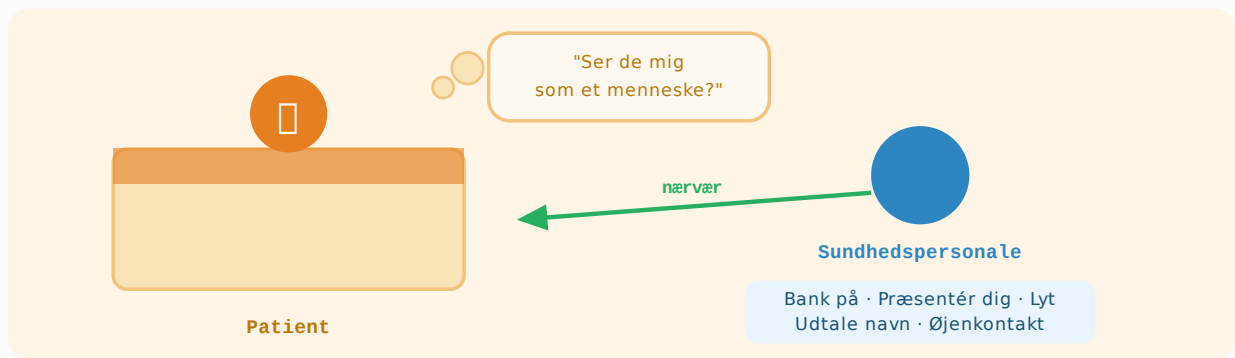 "Ser de mig
som et menneske?"
nærvær
Sundhedspersonale
Bank på · Præsentér dig · Lyt
Udtale navn · Øjenkontakt
Patient